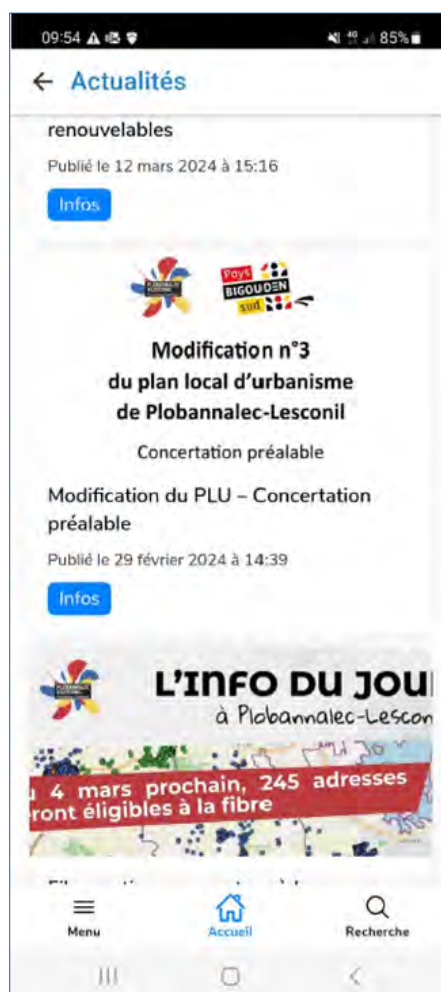 09:54
85%
Actualités
renouvelables
Publié le 12 mars 2024 à 15:16
Infos
Pays
BIGOUDEN
sud
Modification n°3
du plan local d'urbanisme
de Plobannalec-Lesconil
Concertation préalable
Modification du PLU – Concertation
préalable
Publié le 29 février 2024 à 14:39
Infos
L'INFO DU JOU
à Plobannalec-Lescon
u 4 mars prochain, 245 adresses
ront éligibles à la fibre
Menu
Accueil
Recherche